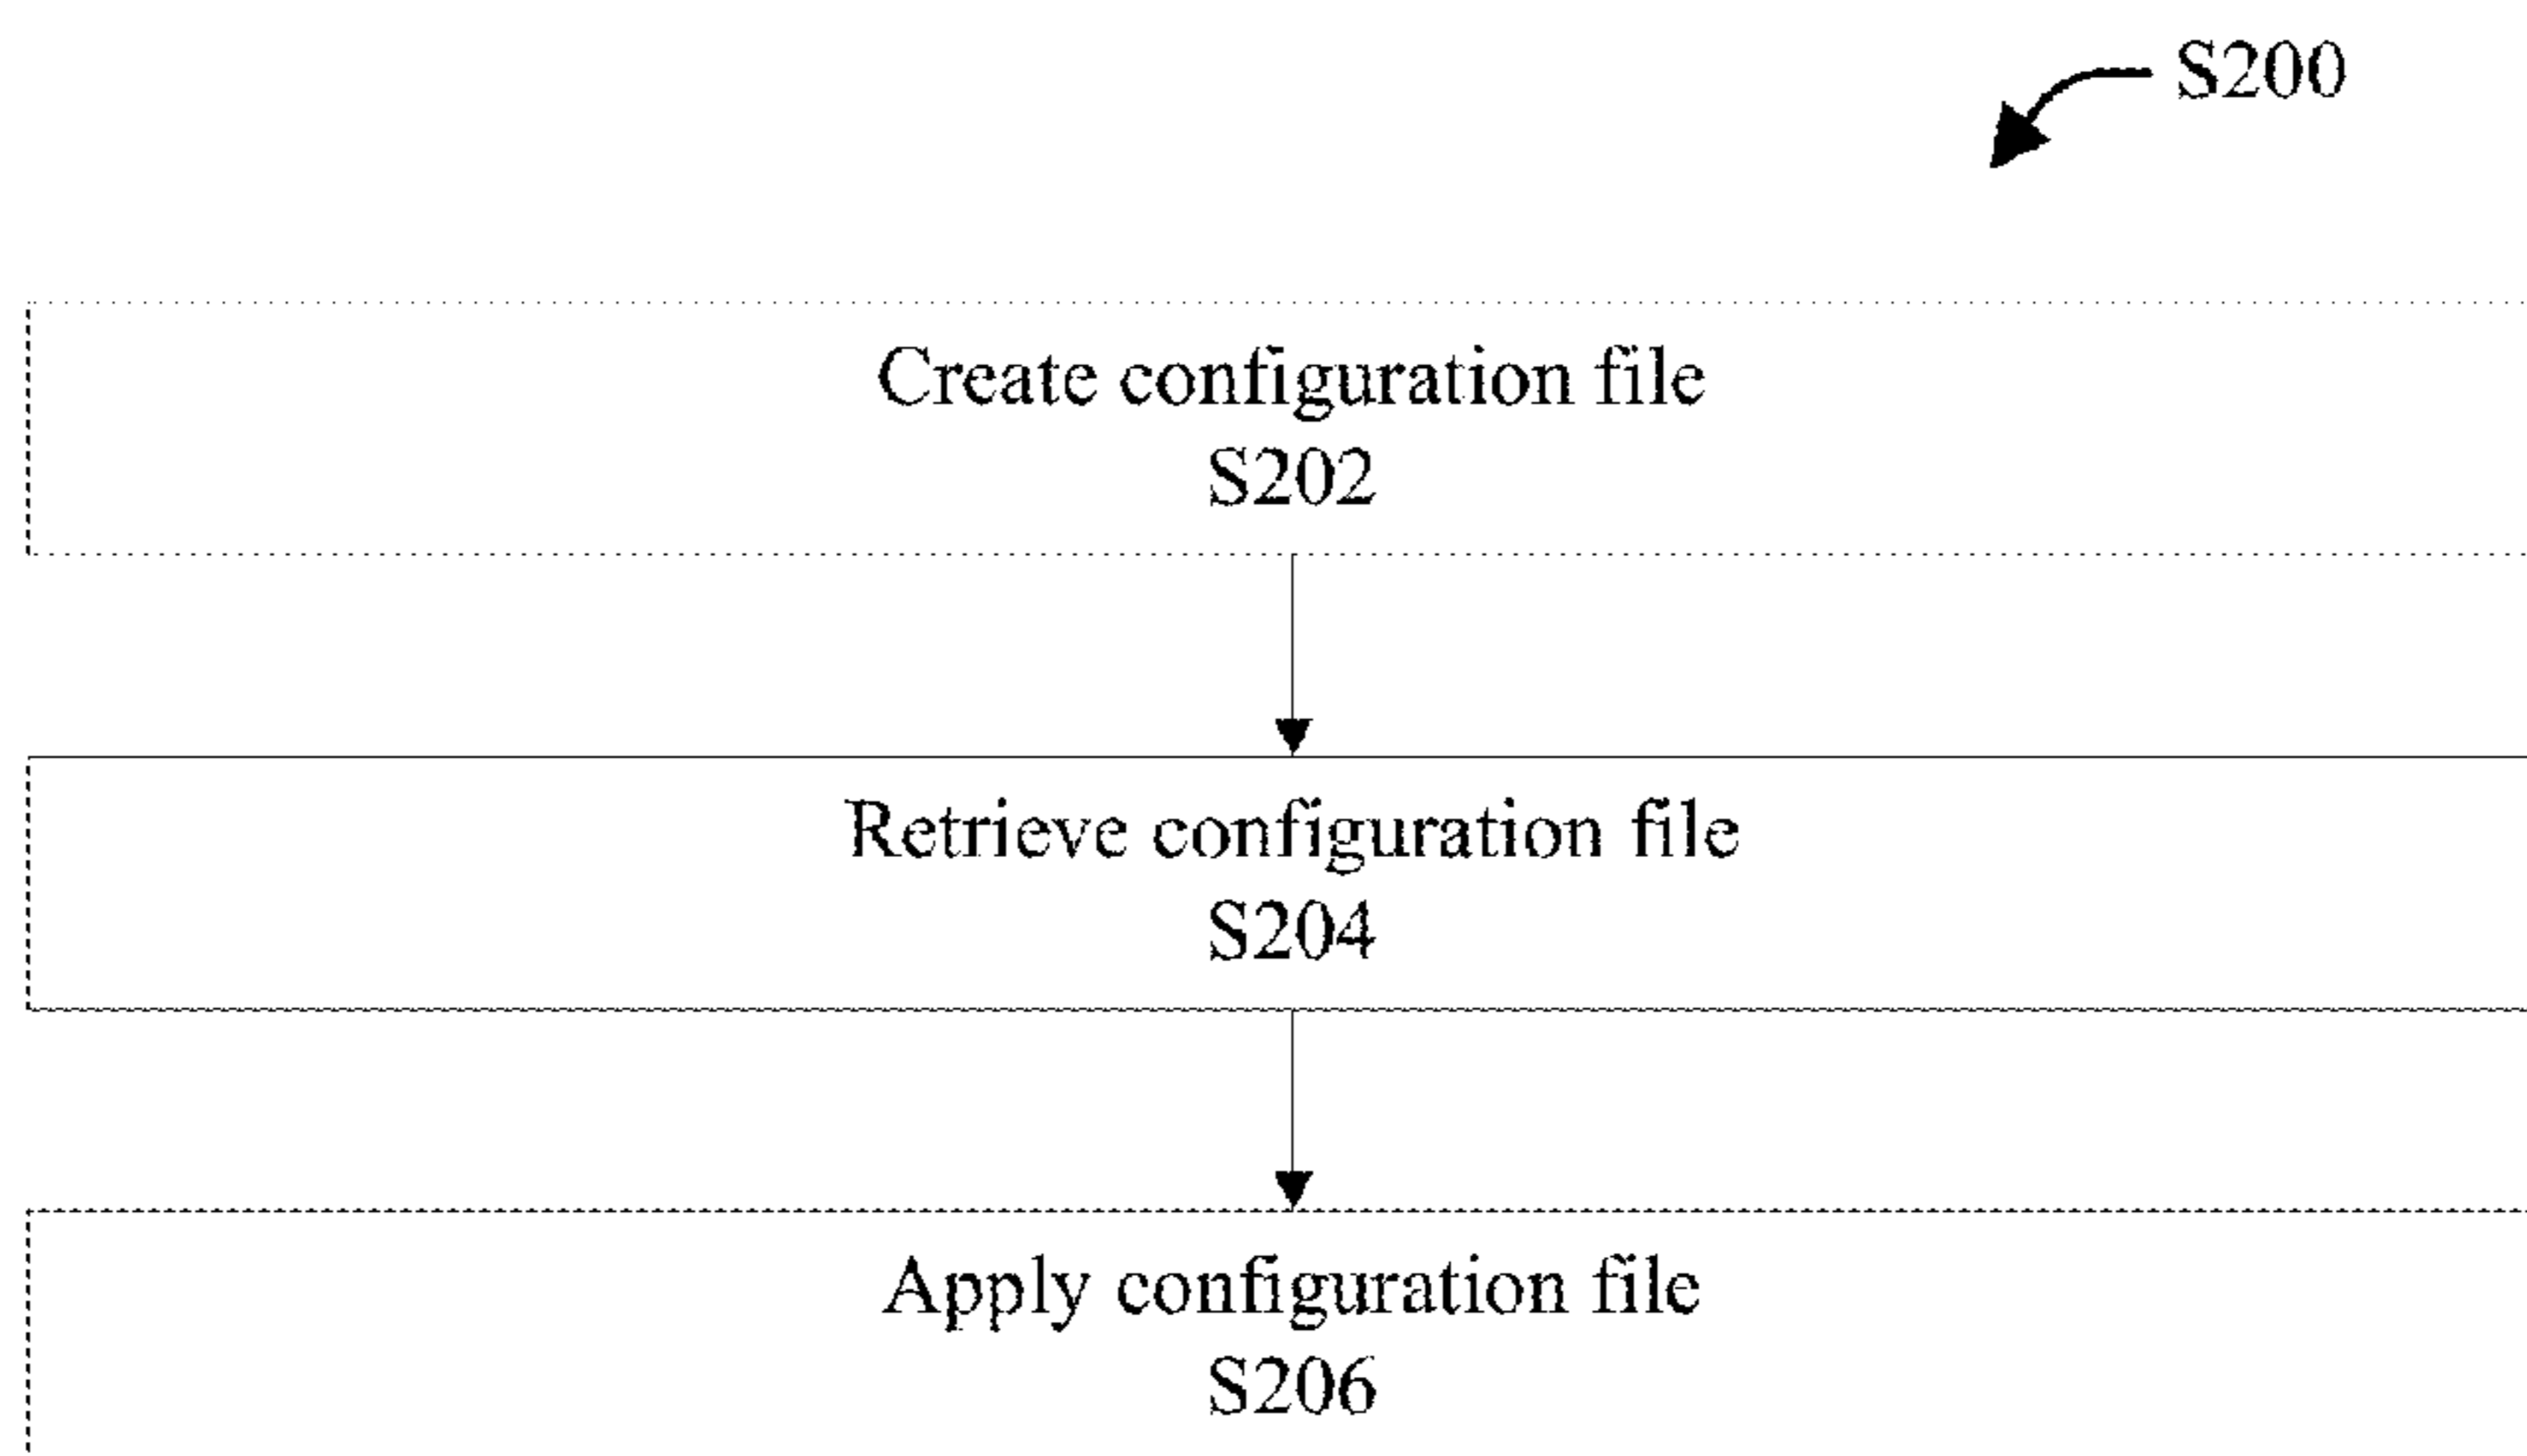 S200
Create configuration file
S202
Retrieve configuration file
S204
Apply configuration file
S206